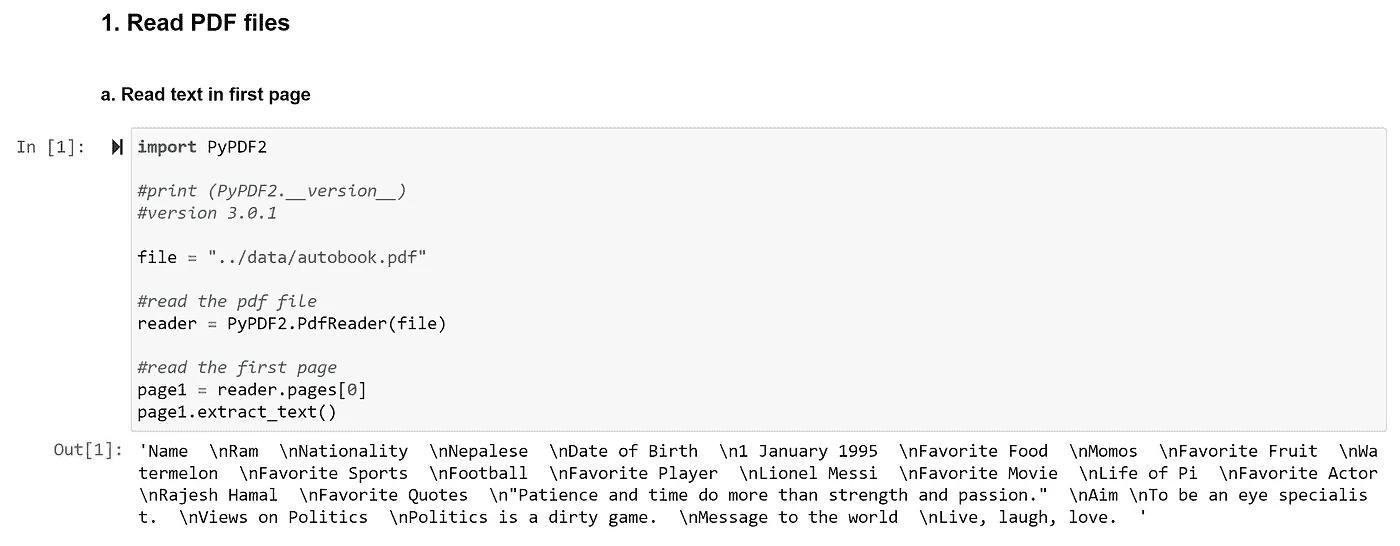 1. Read PDF files
a. Read text in first page
In [1]:
import PyPDF2
#print (PyPDF2.__version__)
#version 3.0.1
file = "../data/autobook.pdf"
#read the pdf file
reader = PyPDF2.PdfReader(file)
#read the first page
page1 = reader.pages[0]
page1.extract_text()
Out[1]: 'Name  \nRam  \nNationality  \nNepalese  \nDate of Birth  \n1 January 1995  \nFavorite Food  \nMomos  \nFavorite Fruit  \nWa
termelon  \nFavorite Sports  \nFootball  \nFavorite Player  \nLionel Messi  \nFavorite Movie  \nLife of Pi  \nFavorite Actor
\nRajesh Hamal  \nFavorite Quotes  \n"Patience and time do more than strength and passion."  \nAim \nTo be an eye specialis
t.  \nViews on Politics  \nPolitics is a dirty game.  \nMessage to the world  \nLive, laugh, love.  '